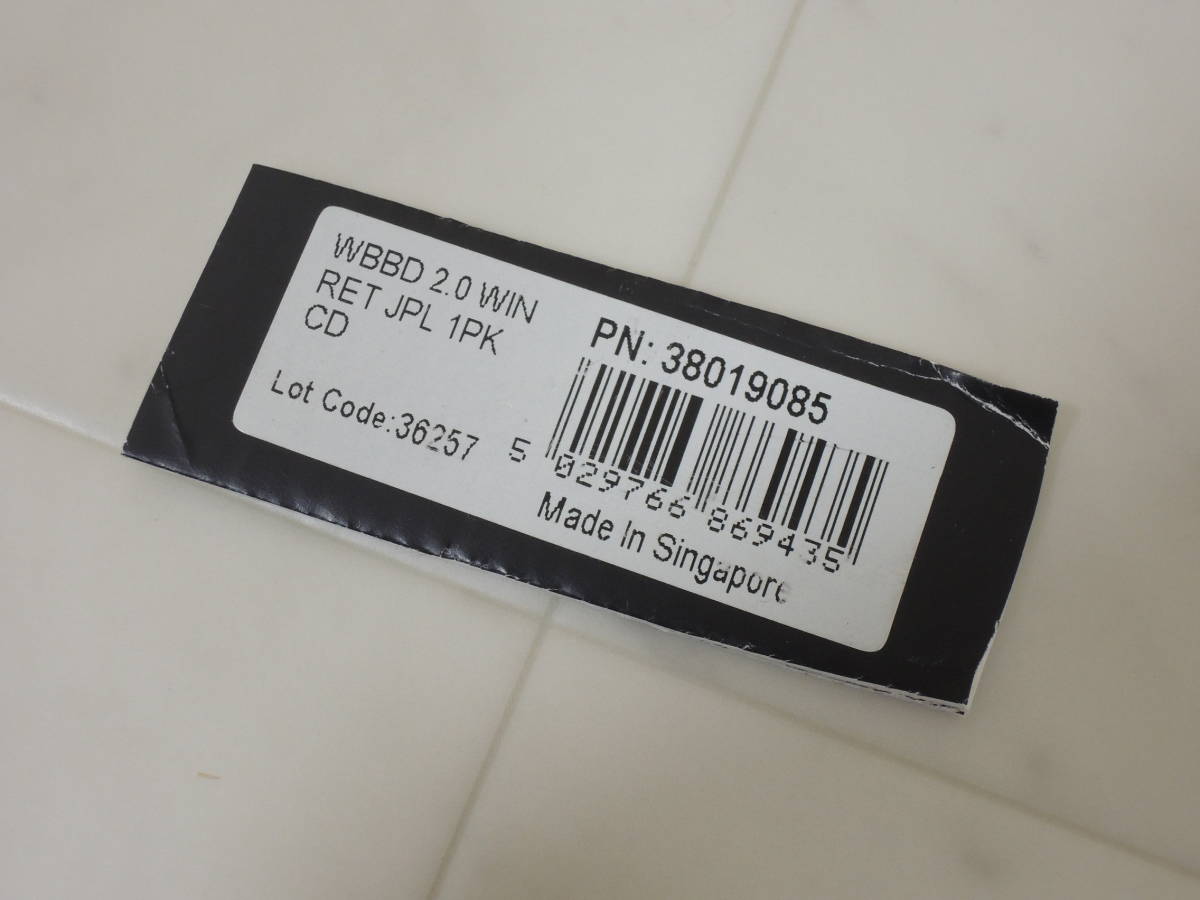 WBBD 2.0 WIN
RET JPL 1PK
CD
PN: 38019085
Lot Code:36257
5 029766 869435
Made In Singapore